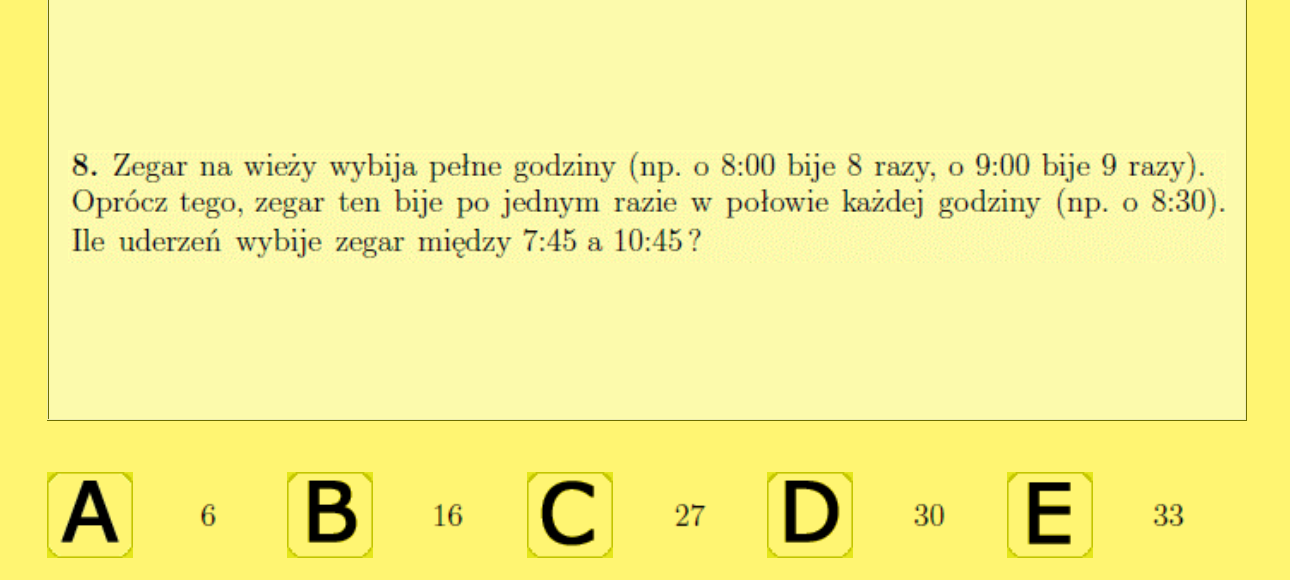 8. Zegar na wieży wybija pełne godziny (np. o 8:00 bije 8 razy, o 9:00 bije 9 razy).
Oprócz tego, zegar ten bije po jednym razie w połowie każdej godziny (np. o 8:30).
Ile uderzeń wybije zegar między 7:45 a 10:45?
A 6 B 16 C 27 D 30 E 33